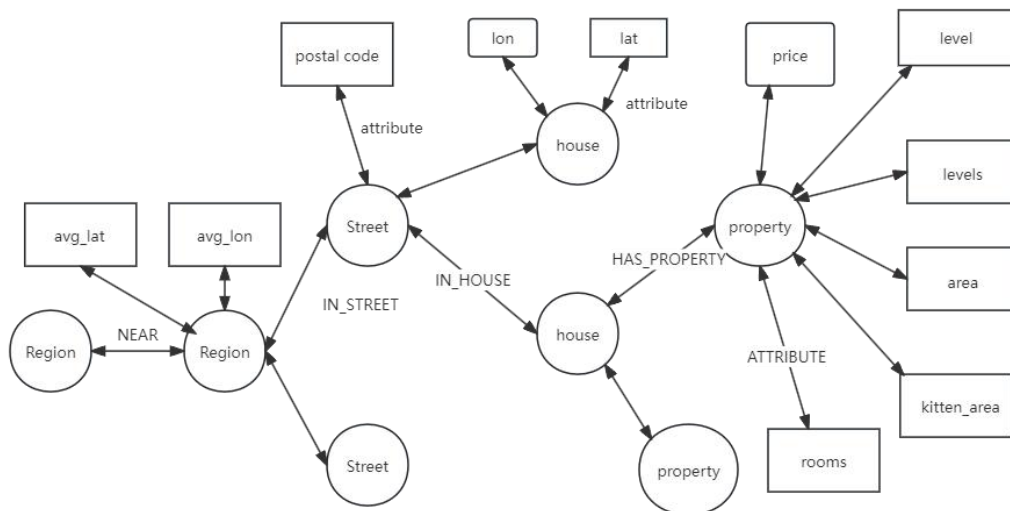 postal code
lon
lat
price
level
attribute
attribute
house
levels
Street
property
avg_lat
avg_lon
HAS_PROPERTY
IN_HOUSE
area
IN_STREET
NEAR
Region
Region
house
ATTRIBUTE
kitten_area
Street
property
rooms